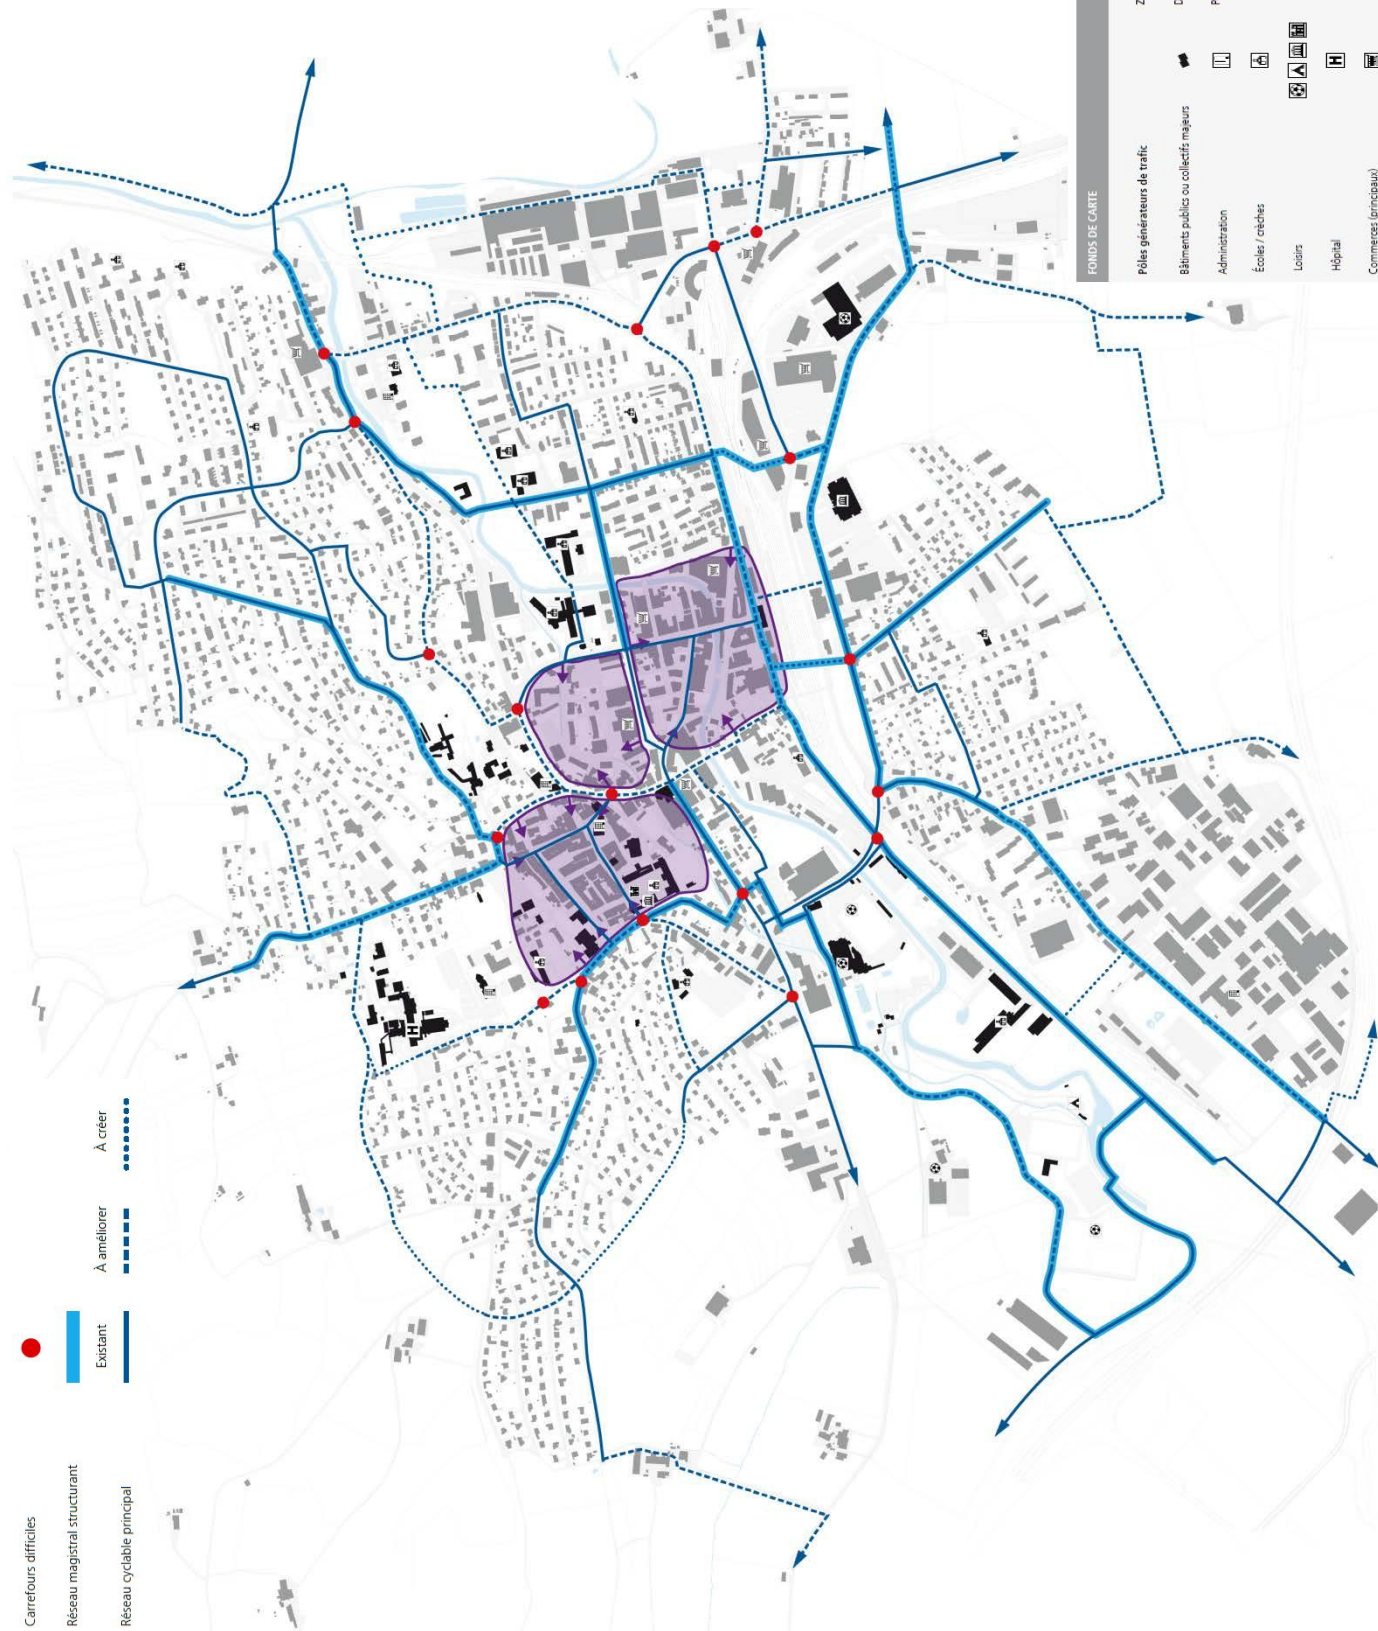 Carrefours difficiles
Réseau magistral structurant
Existant
À améliorer
À créer
Réseau cyclable principal
FONDS DE CARTE
Pôles générateurs de trafic
Bâtiments publics ou collectifs majeurs
Administration
Écoles / crèches
Loisirs
Hôpital
H
Commerces (principaux)
Z
D
P
H